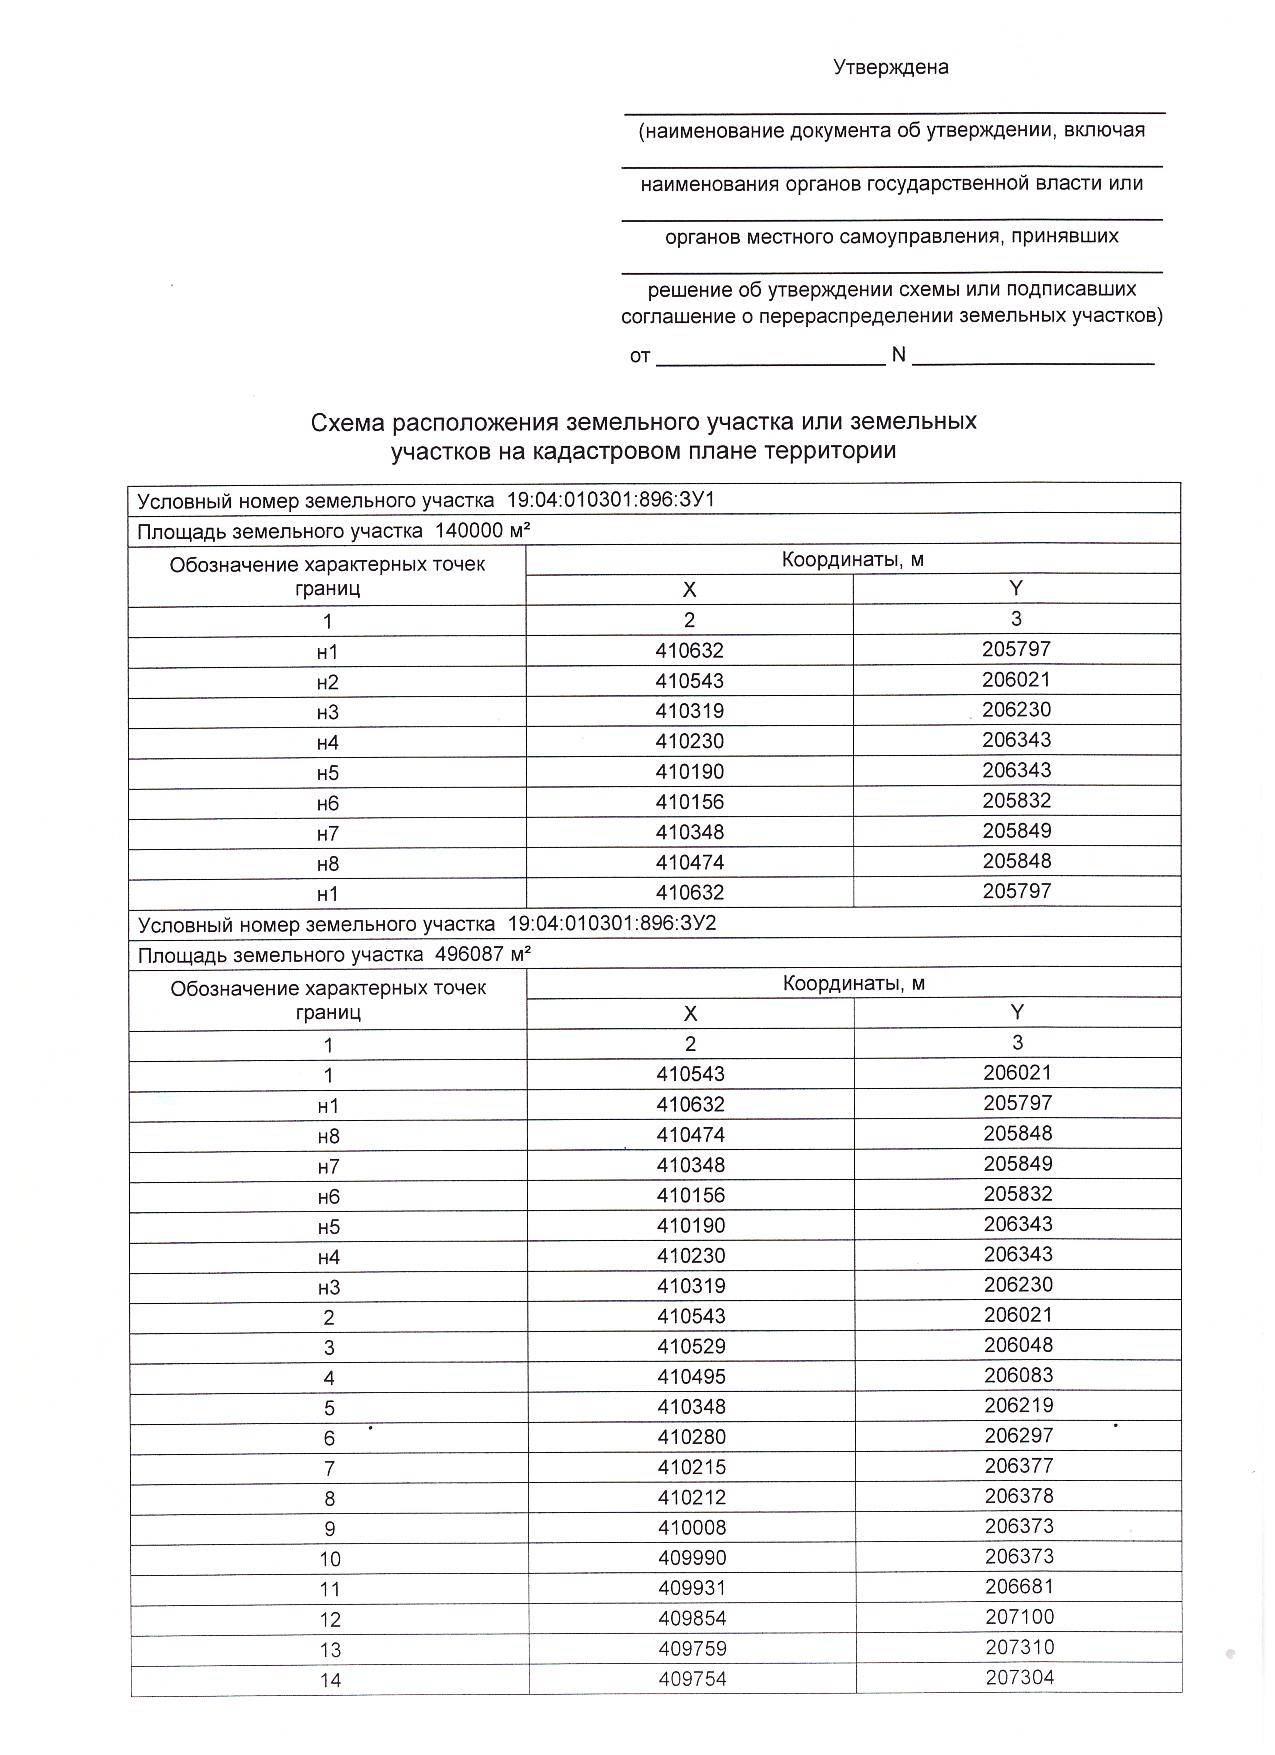 Утверждена
(наименование документа об утверждении, включая
наименования органов государственной власти или
органов местного самоуправления, принявших
решение об утверждении схемы или подписавших
соглашение о перераспределении земельных участков)
от N
Схема расположения земельного участка или земельных
участков на кадастровом плане территории
Условный номер земельного участка 19:04:010301:896:ЗУ1
Площадь земельного участка 140000 м²
Обозначение характерных точек границ Координаты, м
X Y
1 2 3
н1 410632 205797
н2 410543 206021
н3 410319 206230
н4 410230 206343
н5 410190 206343
н6 410156 205832
н7 410348 205849
н8 410474 205848
н1 410632 205797
Условный номер земельного участка 19:04:010301:896:ЗУ2
Площадь земельного участка 496087 м²
Обозначение характерных точек границ Координаты, м
X Y
1 2 3
1 410543 206021
н1 410632 205797
н8 410474 205848
н7 410348 205849
н6 410156 205832
н5 410190 206343
н4 410230 206343
н3 410319 206230
2 410543 206021
3 410529 206048
4 410495 206083
5 410348 206219
6 410280 206297
7 410215 206377
8 410212 206378
9 410008 206373
10 409990 206373
11 409931 206681
12 409854 207100
13 409759 207310
14 409754 207304